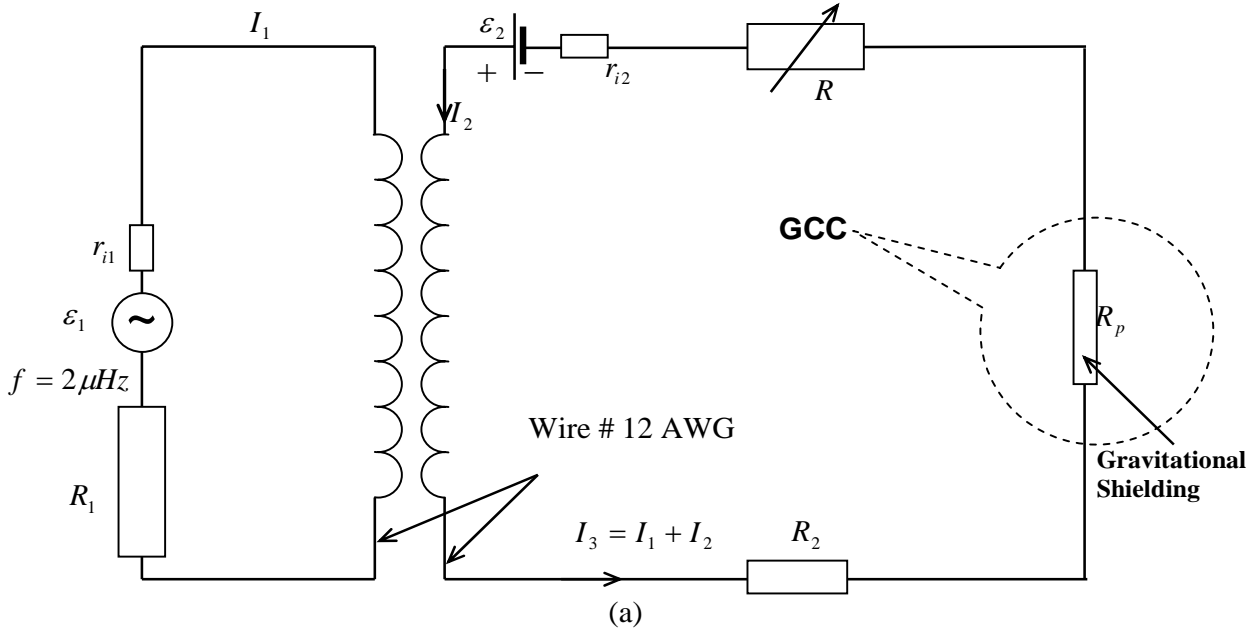 I₁
ε₂
+ −
rᵢ₂
R
I₂
GCC
rᵢ₁
ε₁
~
Rₚ
f = 2μHz
Wire # 12 AWG
Gravitational
Shielding
R₁
I₃ = I₁ + I₂
R₂
(a)